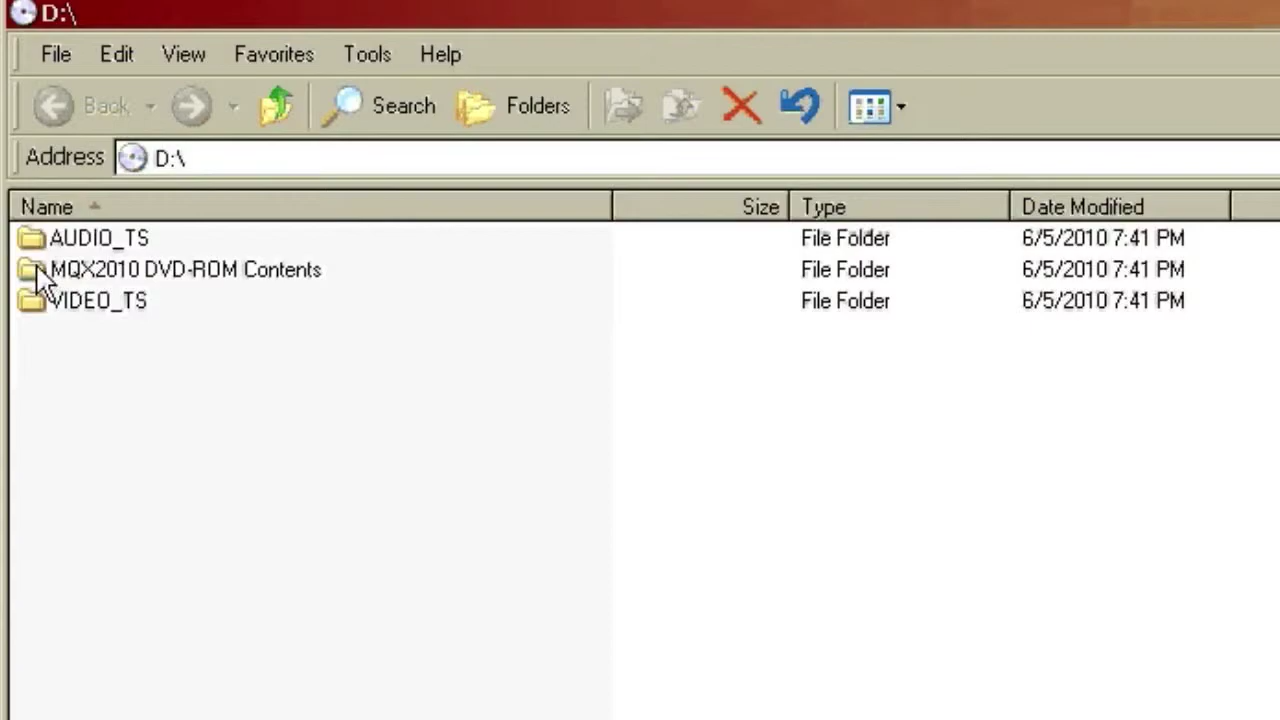 D:\
File Edit View Favorites Tools Help
Back Search Folders
Address D:\
Name Size Type Date Modified
AUDIO_TS File Folder 6/5/2010 7:41 PM
MQX2010 DVD-ROM Contents File Folder 6/5/2010 7:41 PM
VIDEO_TS File Folder 6/5/2010 7:41 PM